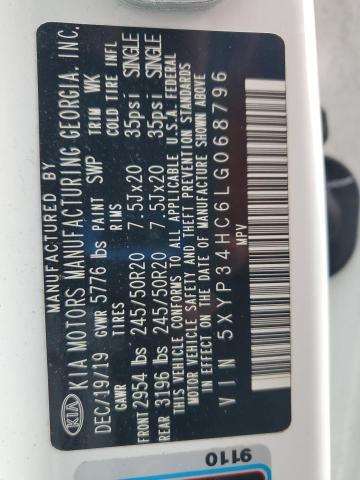 MANUFACTURED BY
KIA KIA MOTORS MANUFACTURING GEORGIA, INC.
DEC/19/19 GVWR 5776 lbs PAINT SWP TRIM WK
GAWR TIRES RIMS COLD TIRE INFL
FRONT 2954 lbs 245/50R20 7.5Jx20 35psi SINGLE
REAR 3196 lbs 245/50R20 7.5Jx20 35psi SINGLE
THIS VEHICLE CONFORMS TO ALL APPLICABLE U.S.A. FEDERAL
MOTOR VEHICLE SAFETY AND THEFT PREVENTION STANDARDS
IN EFFECT ON THE DATE OF MANUFACTURE SHOWN ABOVE
VIN 5XYP34HC6LG068796
MPV
9110